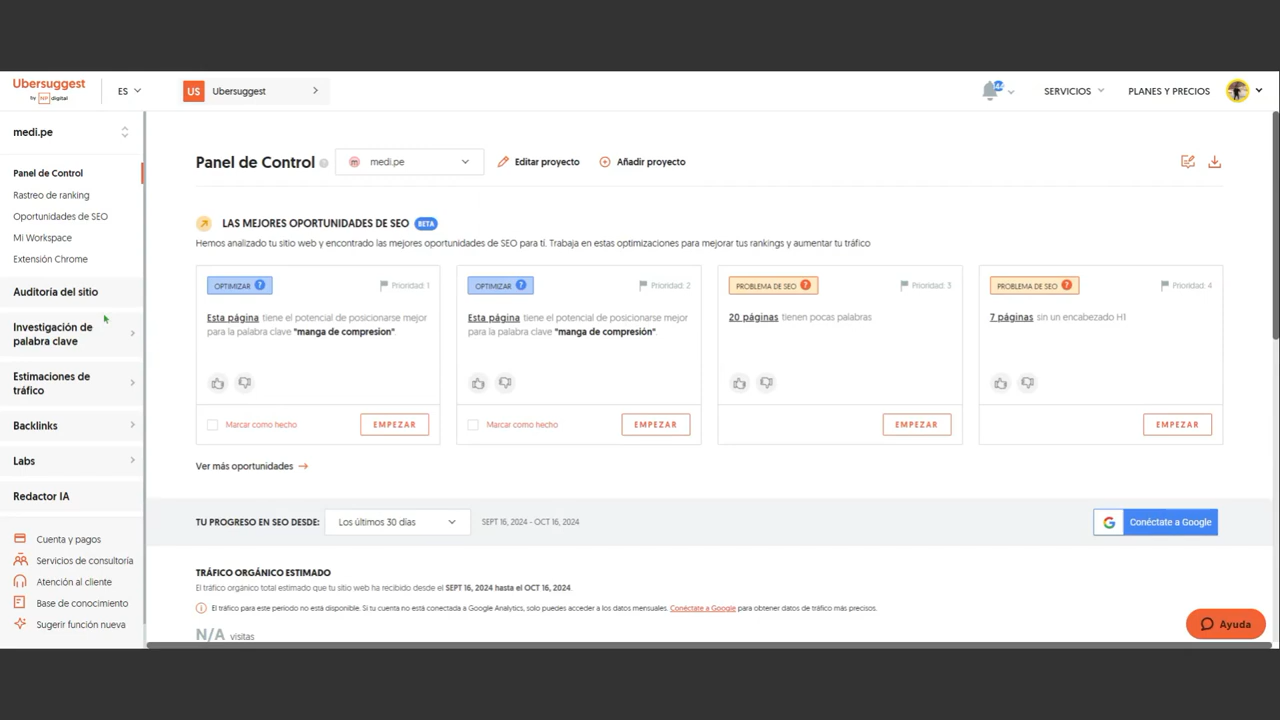 Ubersuggest
by NP digital
ES
US
Ubersuggest
SERVICIOS
PLANES Y PRECIOS
medi.pe
Panel de Control
Rastreo de ranking
Oportunidades de SEO
Mi Workspace
Extensión Chrome
Auditoría del sitio
Investigación de
palabra clave
Estimaciones de
tráfico
Backlinks
Labs
Redactor IA
Cuenta y pagos
Servicios de consultoría
Atención al cliente
Base de conocimiento
Sugerir función nueva
Panel de Control
m medi.pe
Editar proyecto
Añadir proyecto
LAS MEJORES OPORTUNIDADES DE SEO BETA
Hemos analizado tu sitio web y encontrado las mejores oportunidades de SEO para tí. Trabaja en estas optimizaciones para mejorar tus rankings y aumentar tu tráfico
OPTIMIZAR ?
Prioridad: 1
Esta página tiene el potencial de posicionarse mejor
para la palabra clave "manga de compresion".
Marcar como hecho
EMPEZAR
OPTIMIZAR ?
Prioridad: 2
Esta página tiene el potencial de posicionarse mejor
para la palabra clave "manga de compresión".
Marcar como hecho
EMPEZAR
PROBLEMA DE SEO ?
Prioridad: 3
20 páginas tienen pocas palabras
EMPEZAR
PROBLEMA DE SEO ?
Prioridad: 4
7 páginas sin un encabezado H1
EMPEZAR
Ver más oportunidades
TU PROGRESO EN SEO DESDE:
Los últimos 30 días
SEPT 16, 2024 - OCT 16, 2024
G Conéctate a Google
TRÁFICO ORGÁNICO ESTIMADO
El tráfico orgánico total estimado que tu sitio web ha recibido desde el SEPT 16, 2024 hasta el OCT 16, 2024.
El tráfico para este periodo no está disponible. Si tu cuenta no está conectada a Google Analytics, solo puedes acceder a los datos mensuales. Conéctate a Google para obtener datos de tráfico más precisos.
N/A visitas
Ayuda